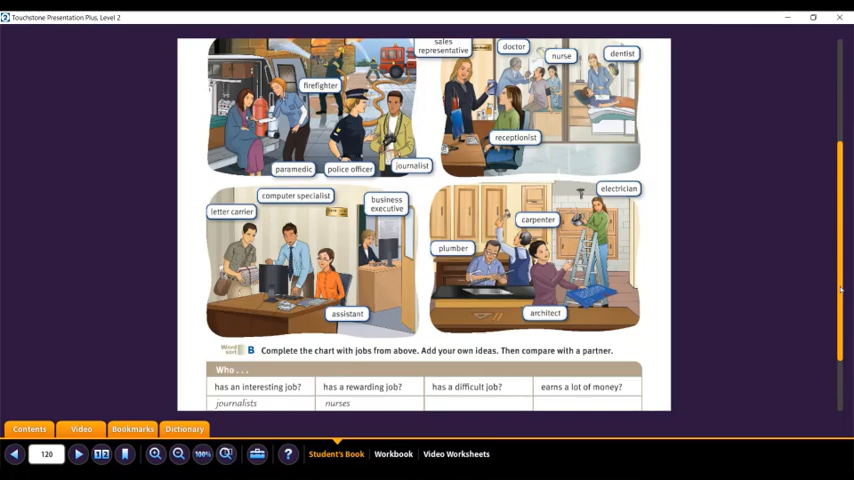 Touchstone Presentation Plus, Level 2
sales
representative
doctor
nurse
dentist
firefighter
receptionist
paramedic
police officer
journalist
letter carrier
computer specialist
business
executive
assistant
electrician
carpenter
plumber
architect
Word
sort
B Complete the chart with jobs from above. Add your own ideas. Then compare with a partner.
Who . . .
has an interesting job? has a rewarding job? has a difficult job? earns a lot of money?
journalists nurses
Contents Video Bookmarks Dictionary
120 1 2 100% ? Student's Book Workbook Video Worksheets